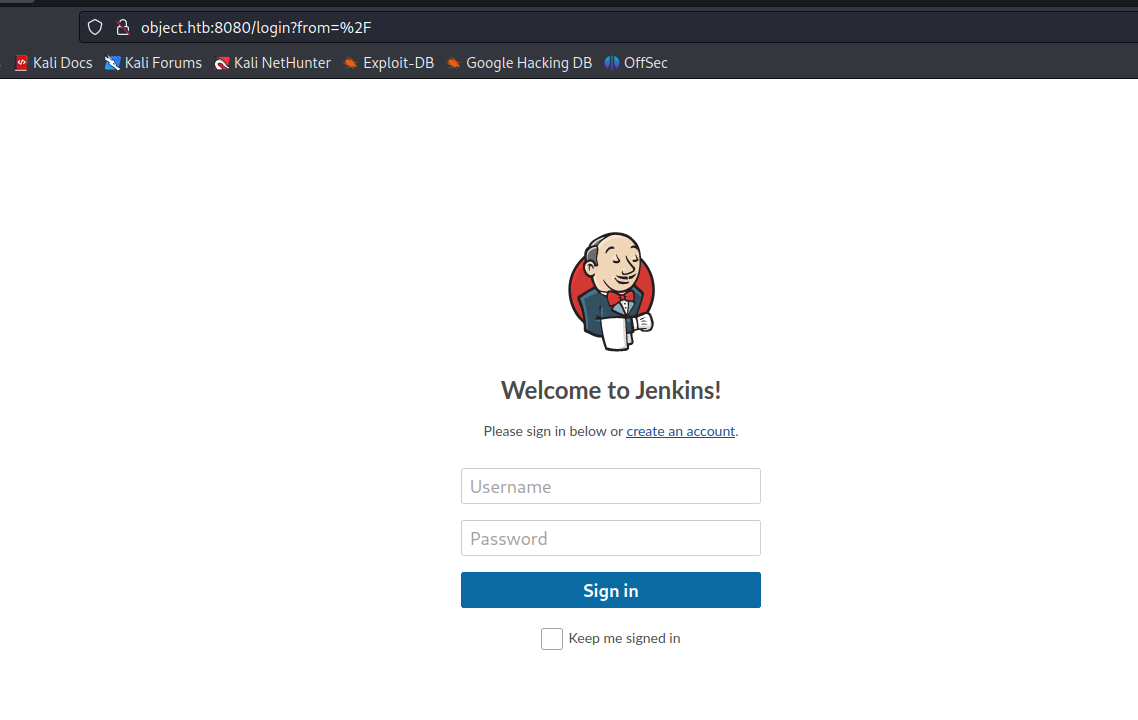 object.htb:8080/login?from=%2F
Kali Docs Kali Forums Kali NetHunter Exploit-DB Google Hacking DB OffSec
Welcome to Jenkins!
Please sign in below or create an account.
Username
Password
Sign in
Keep me signed in